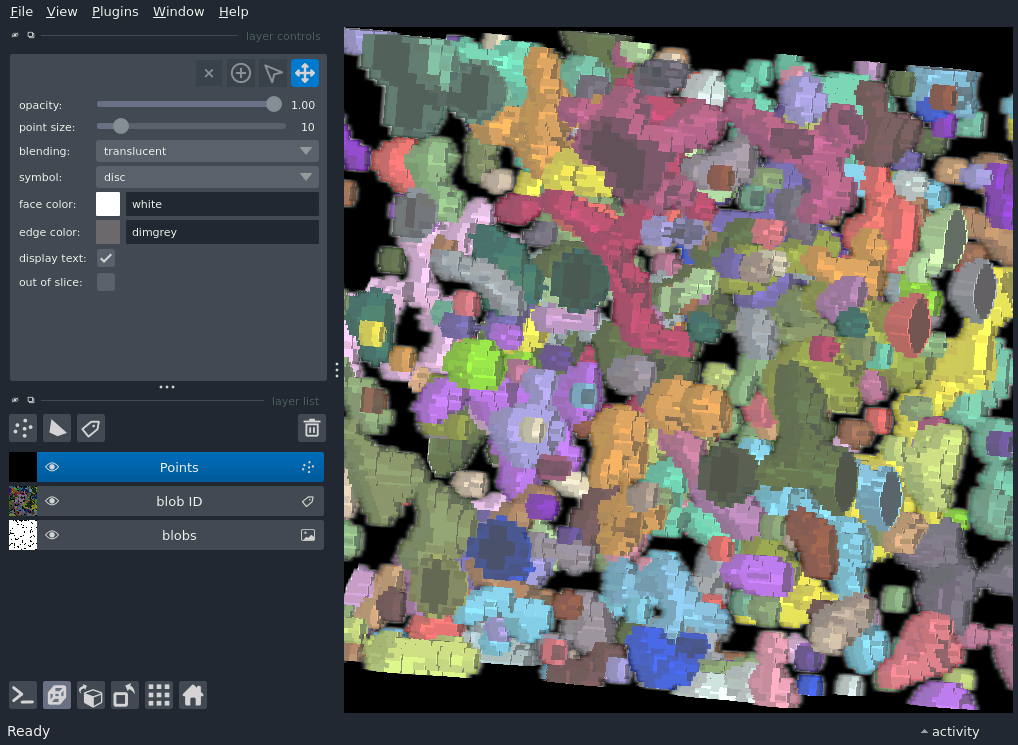 File View Plugins Window Help
layer controls
opacity: 1.00
point size: 10
blending: translucent
symbol: disc
face color: white
edge color: dimgrey
display text:
out of slice:
layer list
Points
blob ID
blobs
Ready
activity